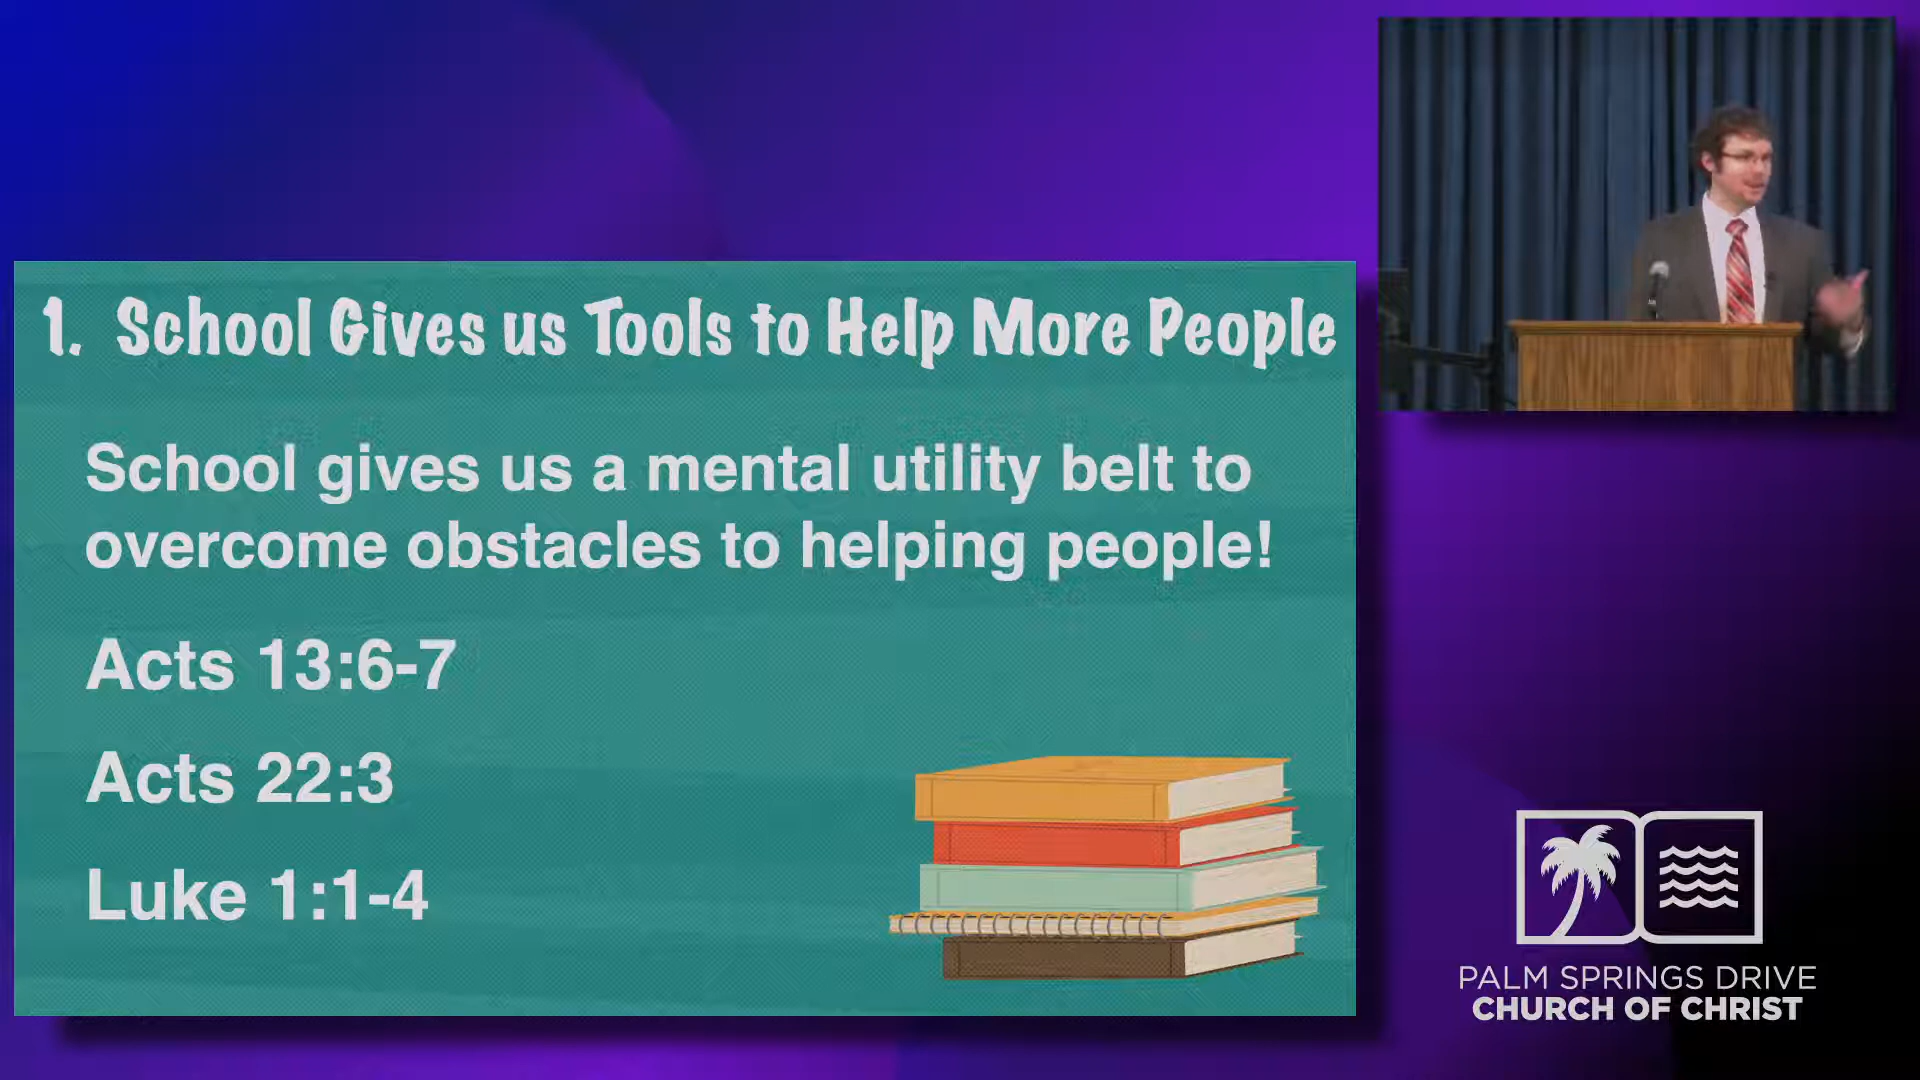 1. School Gives us Tools to Help More People
School gives us a mental utility belt to
overcome obstacles to helping people!
Acts 13:6-7
Acts 22:3
Luke 1:1-4
PALM SPRINGS DRIVE
CHURCH OF CHRIST